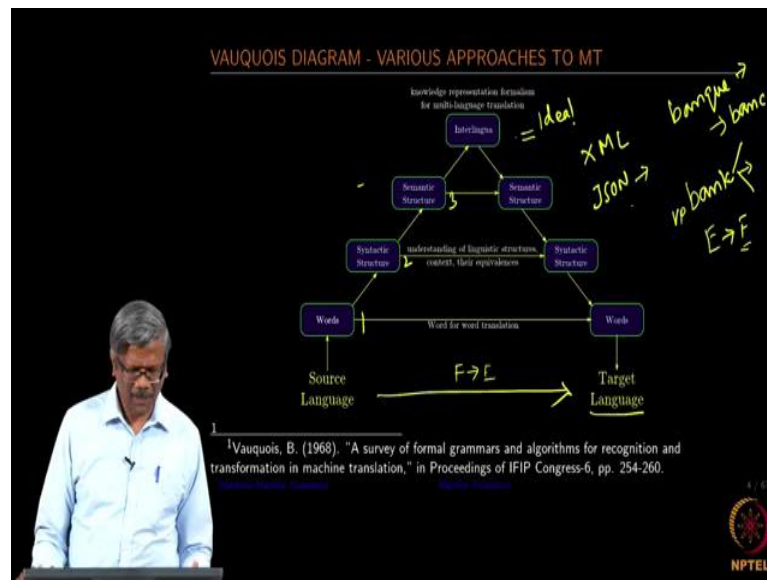 VAUQUOIS DIAGRAM - VARIOUS APPROACHES TO MT
knowledge representation formalism
for multi-language translation
Interlingua
= Ideal
XML
JSON →
banque
→ banc
bank
E → F
Semantic
Structure
3
Semantic
Structure
Syntactic
Structure
2
understanding of linguistic structures,
context, their equivalences
Syntactic
Structure
Words
1
Word for word translation
Words
Source
Language
F → E
Target
Language
1
1Vauquois, B. (1968). "A survey of formal grammars and algorithms for recognition and
transformation in machine translation," in Proceedings of IFIP Congress-6, pp. 254-260.
NPTEL